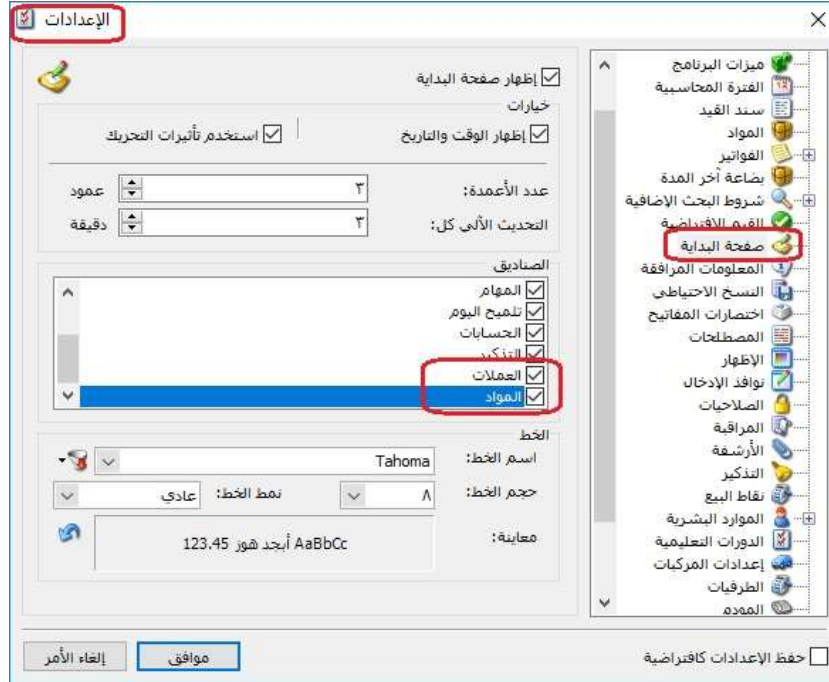 الإعدادات
ميزات البرنامج
الفترة المحاسبية
سند القيد
المواد
الفواتير
بضاعة آخر المدة
شروط البحث الإضافية
القيم الافتراضية
صفحة البداية
المعلومات المرافقة
النسخ الاحتياطي
اختصارات المفاتيح
المصطلحات
الإظهار
نوافذ الإدخال
الصلاحيات
المراقبة
الأرشفة
التذكير
نقاط البيع
الموارد البشرية
الدورات التعليمية
إعدادات المركبات
الطرفيات
المودم
إظهار صفحة البداية
خيارات
إظهار الوقت والتاريخ استخدم تأثيرات التحريك
عدد الأعمدة: ٣ عمود
التحديث الآلي كل: ٣ دقيقة
الصناديق
المهام
تلميح اليوم
الحسابات
التذكير
العملات
المواد
الخط
اسم الخط: Tahoma
حجم الخط: ٨ نمط الخط: عادي
معاينة: AaBbCc أبجد هوز 123.45
حفظ الإعدادات كافتراضية
موافق إلغاء الأمر